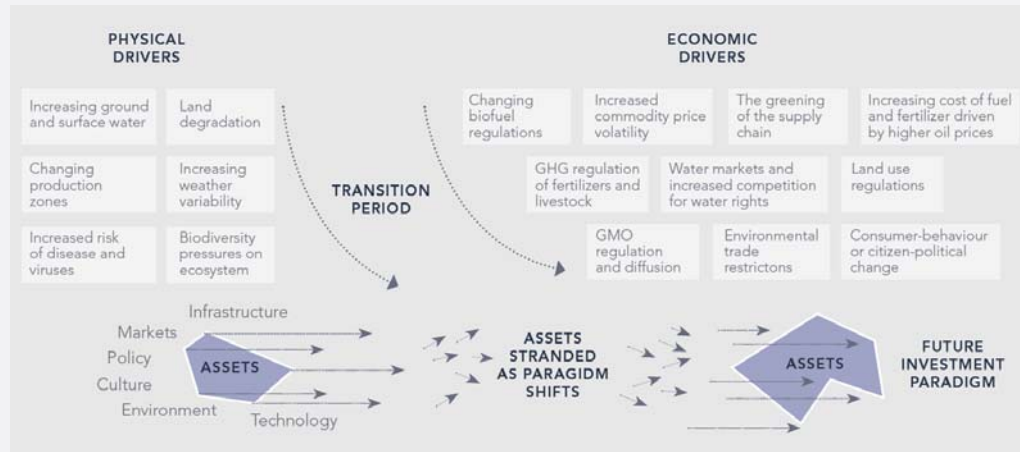 PHYSICAL
DRIVERS
Increasing ground
and surface water
Land
degradation
Changing
production
zones
Increasing
weather
variability
Increased risk
of disease and
viruses
Biodiversity
pressures on
ecosystem
TRANSITION
PERIOD
ECONOMIC
DRIVERS
Changing
biofuel
regulations
Increased
commodity price
volatility
The greening
of the supply
chain
Increasing cost of fuel
and fertilizer driven
by higher oil prices
GHG regulation
of fertilizers and
livestock
Water markets and
increased competition
for water rights
Land use
regulations
GMO
regulation
and diffusion
Environmental
trade
restrictons
Consumer-behaviour
or citizen-political
change
Infrastructure
Markets
Policy
Culture
Environment
Technology
ASSETS
ASSETS
STRANDED
AS PARAGIDM
SHIFTS
ASSETS
FUTURE
INVESTMENT
PARADIGM